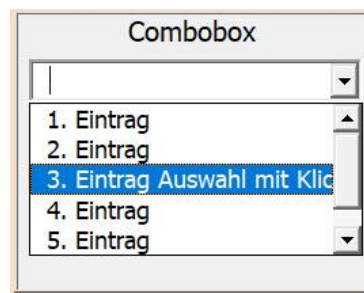 Combobox
1. Eintrag
2. Eintrag
3. Eintrag Auswahl mit Klic
4. Eintrag
5. Eintrag